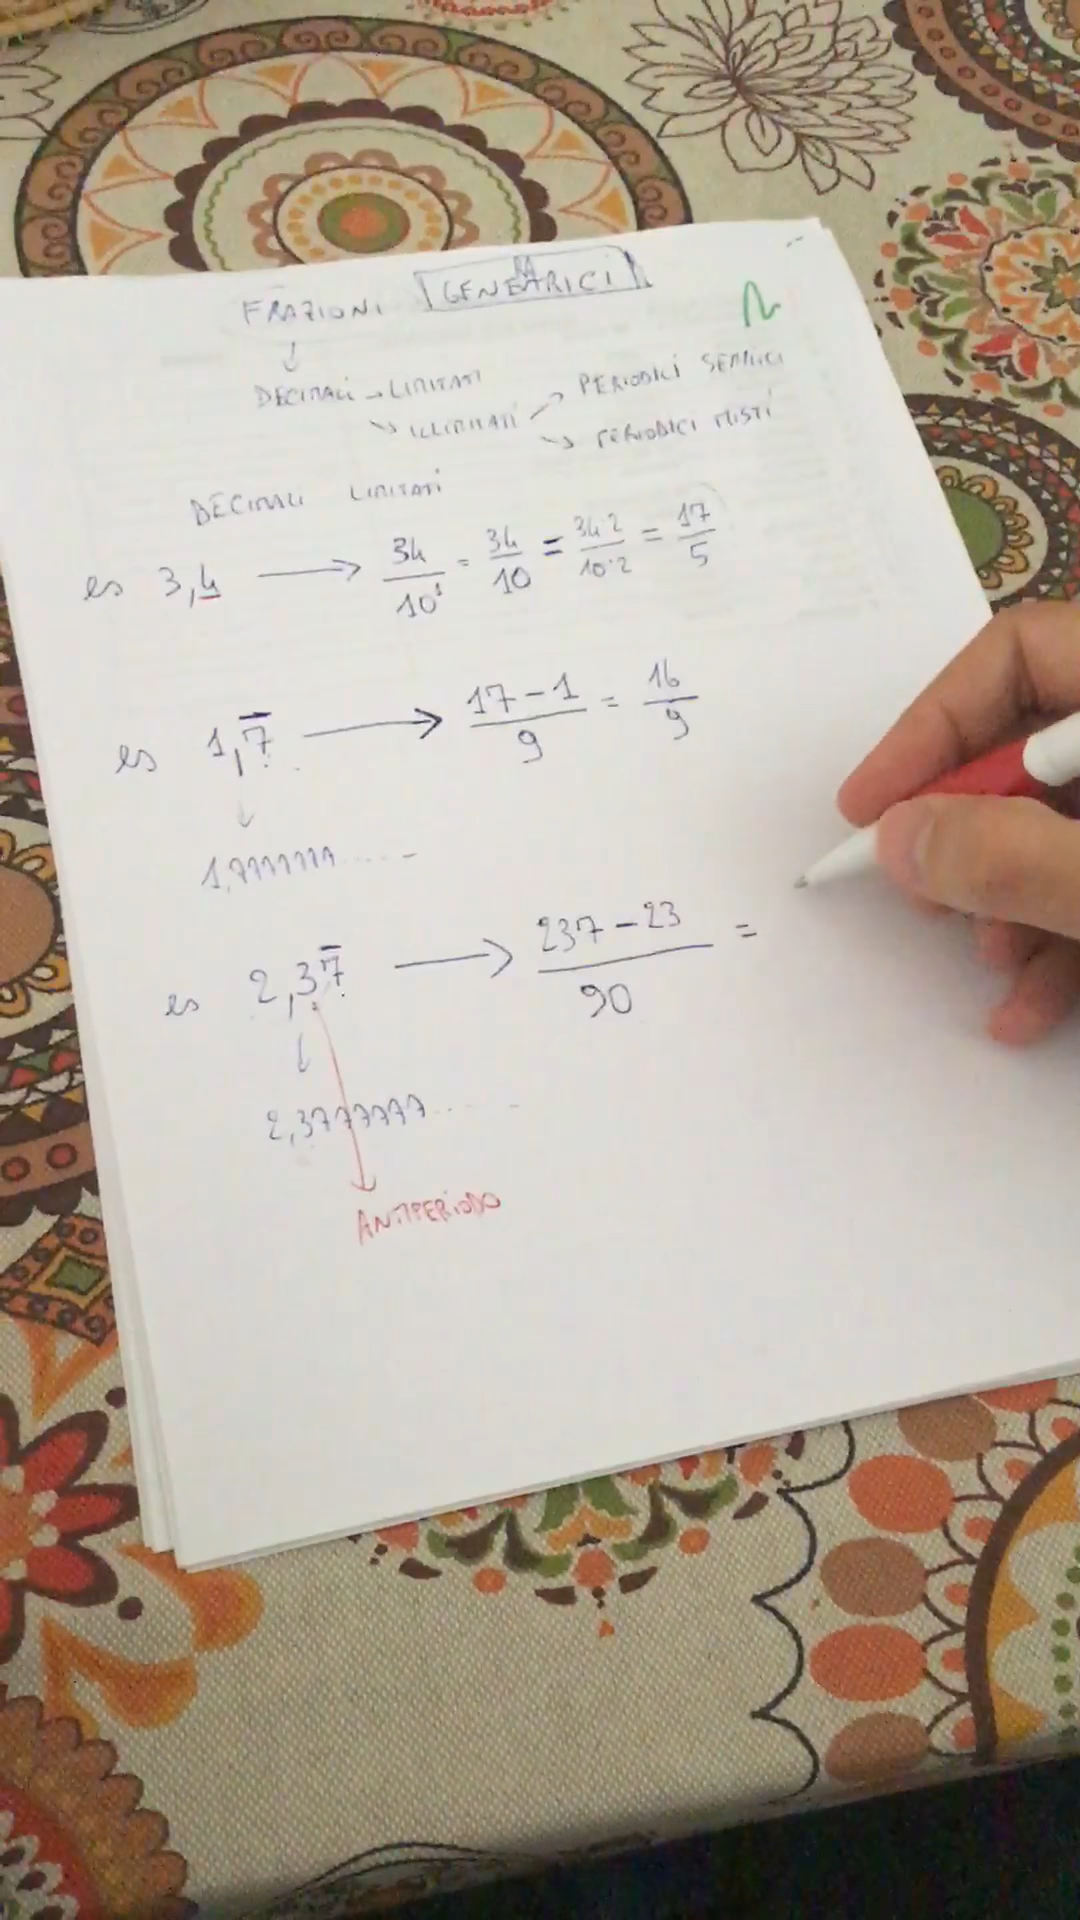 FRAZIONI GENERATRICI
↓
DECIMALI → LIMITATI
→ ILLIMITATI → PERIODICI SEMPLICI
→ PERIODICI MISTI
DECIMALI LIMITATI
es 3,4 → 34/10¹ = 34/10 = 34:2/10:2 = 17/5
es 1,7̅ → 17-1/9 = 16/9
↓
1,7777777.....
es 2,37̅ → 237-23/90 =
↓
2,3777777.....
ANTIPERIODO